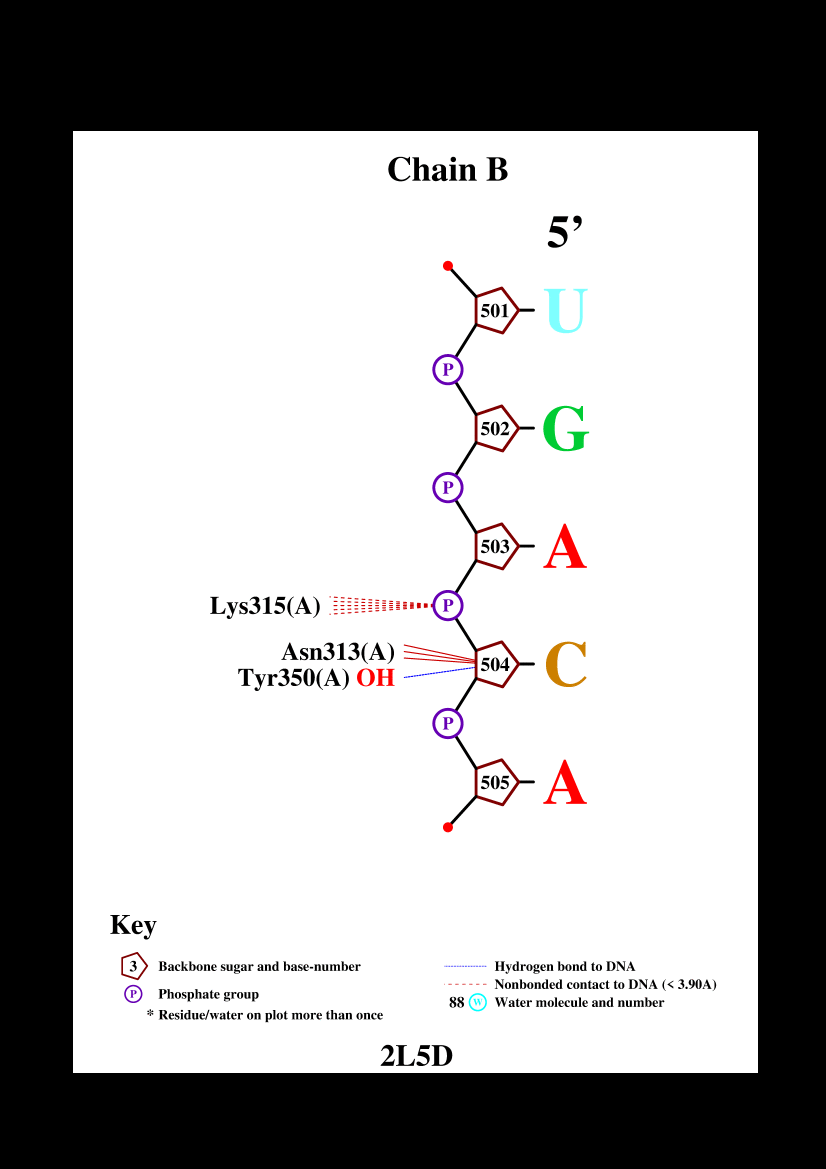 Chain B
5’
501 U
P
502 G
P
503 A
Lys315(A) P
Asn313(A)
504 C
Tyr350(A) OH
P
505 A
Key
3 Backbone sugar and base-number
P Phosphate group
* Residue/water on plot more than once
Hydrogen bond to DNA
Nonbonded contact to DNA (< 3.90A)
88 W Water molecule and number
2L5D